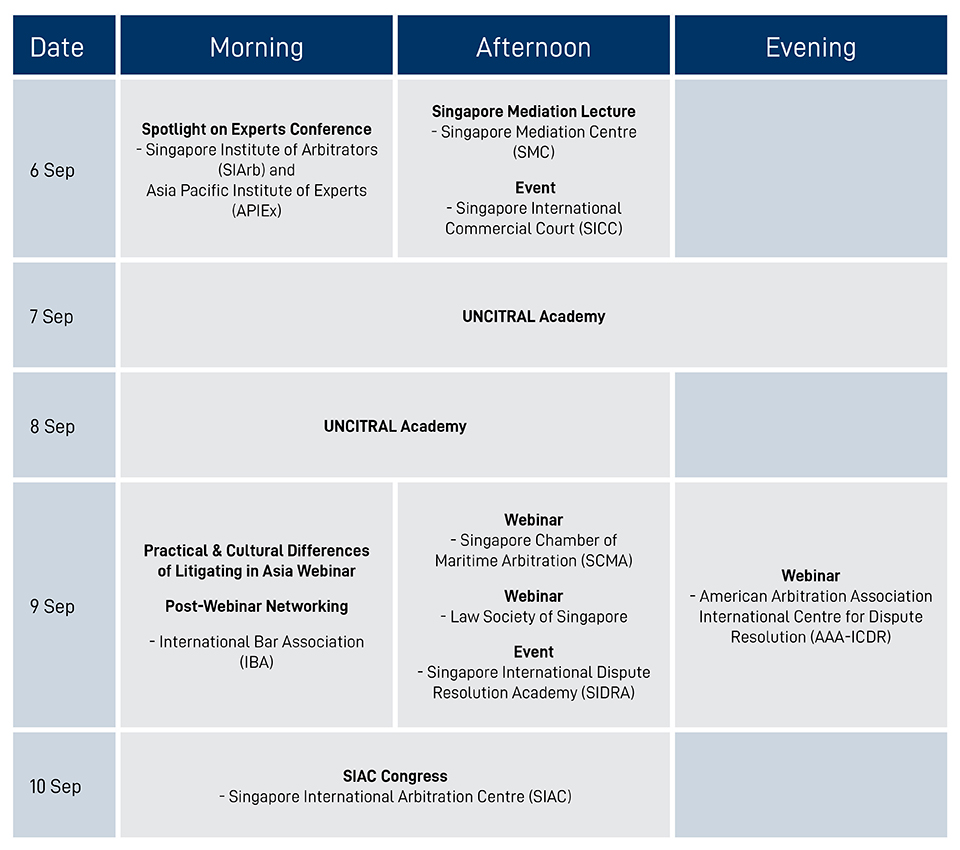 Date
Morning
Afternoon
Evening
6 Sep
Spotlight on Experts Conference
- Singapore Institute of Arbitrators
(SIArb) and
Asia Pacific Institute of Experts
(APIEx)
Singapore Mediation Lecture
- Singapore Mediation Centre
(SMC)
Event
- Singapore International
Commercial Court (SICC)
7 Sep
UNCITRAL Academy
8 Sep
UNCITRAL Academy
9 Sep
Practical & Cultural Differences
of Litigating in Asia Webinar
Post-Webinar Networking
- International Bar Association
(IBA)
Webinar
- Singapore Chamber of
Maritime Arbitration (SCMA)
Webinar
- Law Society of Singapore
Event
- Singapore International Dispute
Resolution Academy (SIDRA)
Webinar
- American Arbitration Association
International Centre for Dispute
Resolution (AAA-ICDR)
10 Sep
SIAC Congress
- Singapore International Arbitration Centre (SIAC)